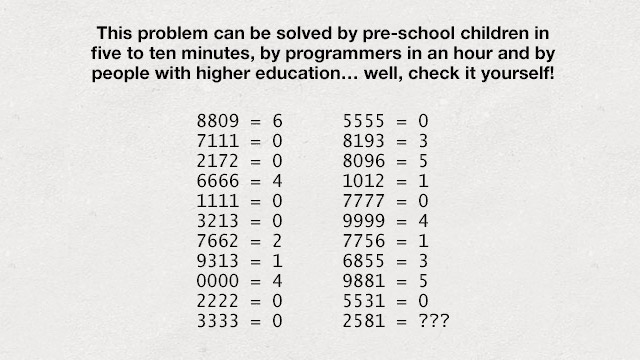 This problem can be solved by pre-school children in
five to ten minutes, by programmers in an hour and by
people with higher education... well, check it yourself!
8809 = 6 5555 = 0
7111 = 0 8193 = 3
2172 = 0 8096 = 5
6666 = 4 1012 = 1
1111 = 0 7777 = 0
3213 = 0 9999 = 4
7662 = 2 7756 = 1
9313 = 1 6855 = 3
0000 = 4 9881 = 5
2222 = 0 5531 = 0
3333 = 0 2581 = ???